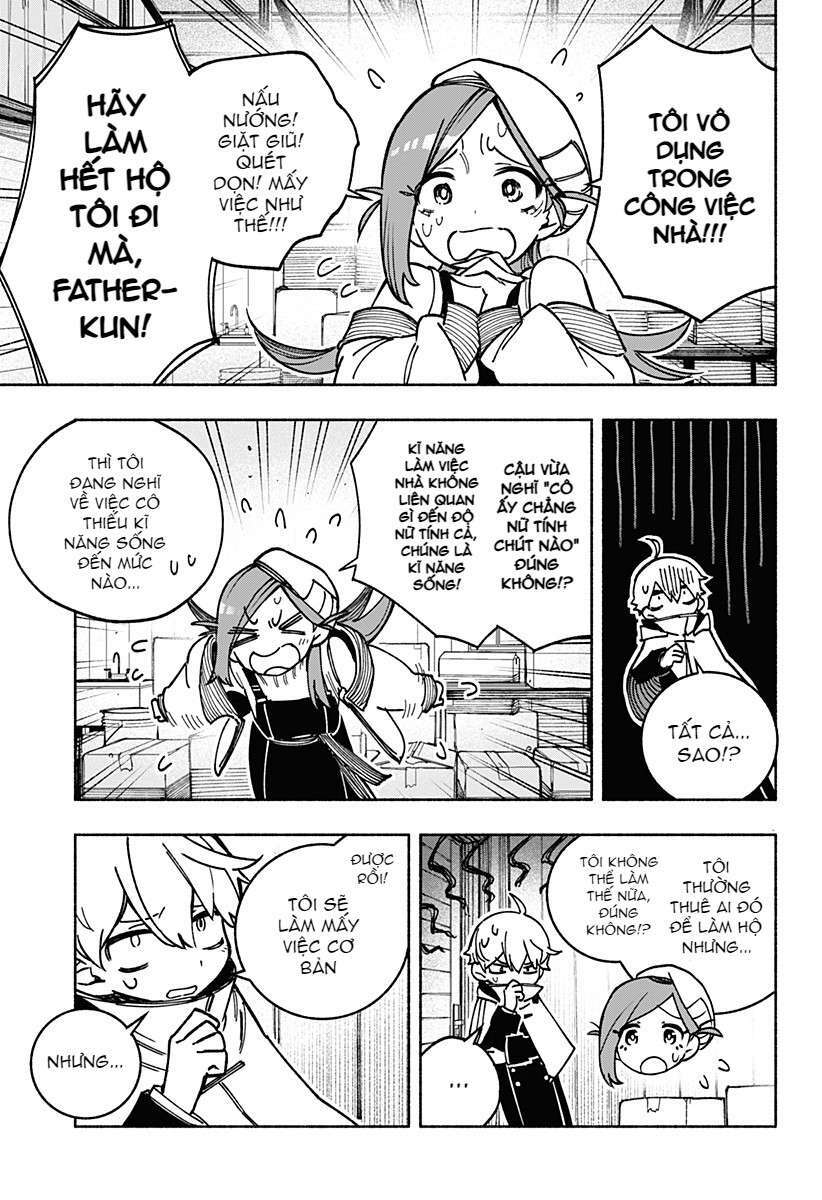 TÔI VÔ
DỤNG
TRONG
CÔNG VIỆC
NHÀ!!!
NẤU
NƯỚNG!
GIẶT GIŨ!
QUÉT
DỌN! MẤY
VIỆC NHƯ
THẾ!!!
HÃY
LÀM
HẾT HỘ
TÔI ĐI
MÀ,
FATHER-
KUN!
TẤT CẢ...
SAO!?
CẬU VỪA
NGHĨ "CÔ
ẤY CHẲNG
NỮ TÍNH
CHÚT NÀO"
ĐÚNG
KHÔNG!?
KĨ NĂNG
LÀM VIỆC
NHÀ KHÔNG
LIÊN QUAN
GÌ ĐẾN ĐỘ
NỮ TÍNH CẢ,
CHÚNG LÀ
KĨ NĂNG
SỐNG!
THÌ TÔI
ĐANG NGHĨ
VỀ VIỆC CÔ
THIẾU KĨ
NĂNG SỐNG
ĐẾN MỨC
NÀO...
TÔI
THƯỜNG
THUÊ AI ĐÓ
ĐỂ LÀM HỘ
NHƯNG...
TÔI KHÔNG
THỂ LÀM
THẾ NỮA,
ĐÚNG
KHÔNG!?
...
ĐƯỢC
RỒI!
TÔI SẼ
LÀM MẤY
VIỆC CƠ
BẢN
NHƯNG...